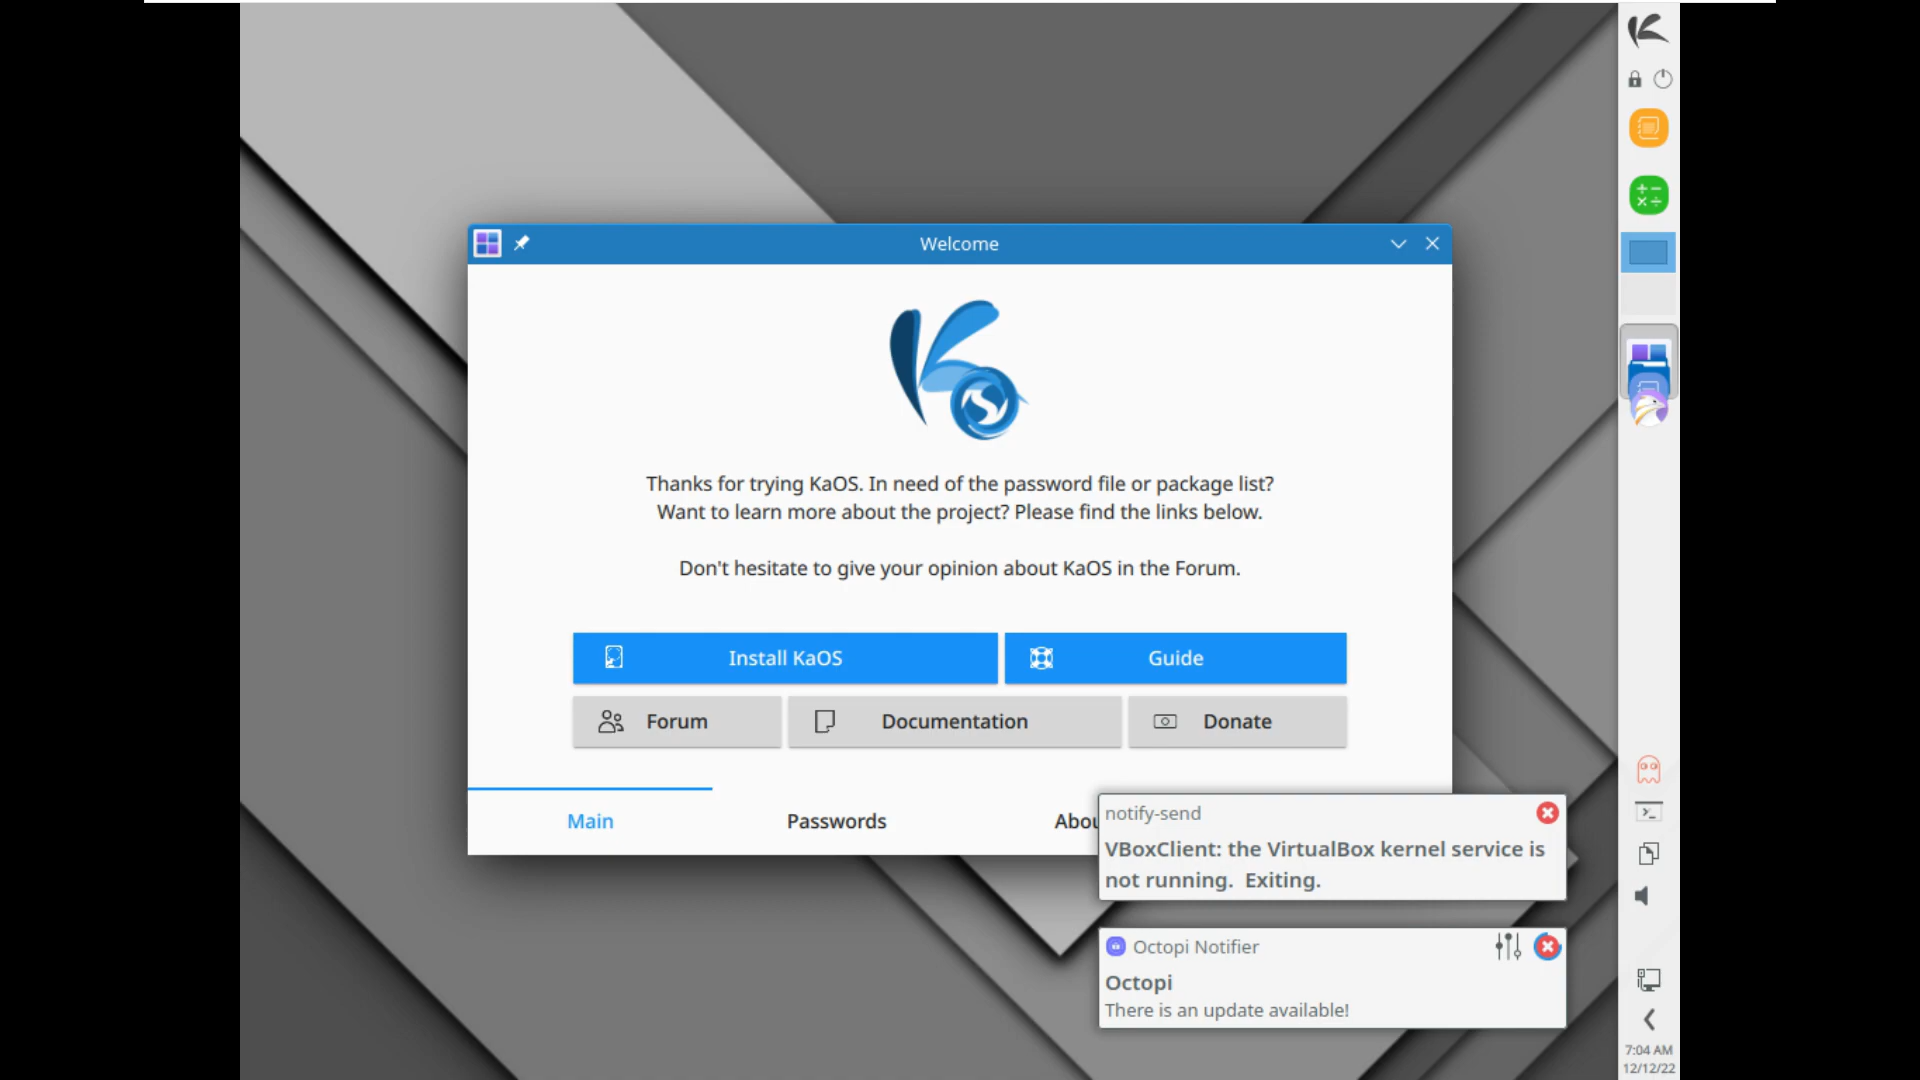 Welcome
Thanks for trying KaOS. In need of the password file or package list?
Want to learn more about the project? Please find the links below.
Don't hesitate to give your opinion about KaOS in the Forum.
Install KaOS
Guide
Forum
Documentation
Donate
Main
Passwords
Abou
notify-send
VBoxClient: the VirtualBox kernel service is
not running. Exiting.
Octopi Notifier
Octopi
There is an update available!
7:04 AM
12/12/22